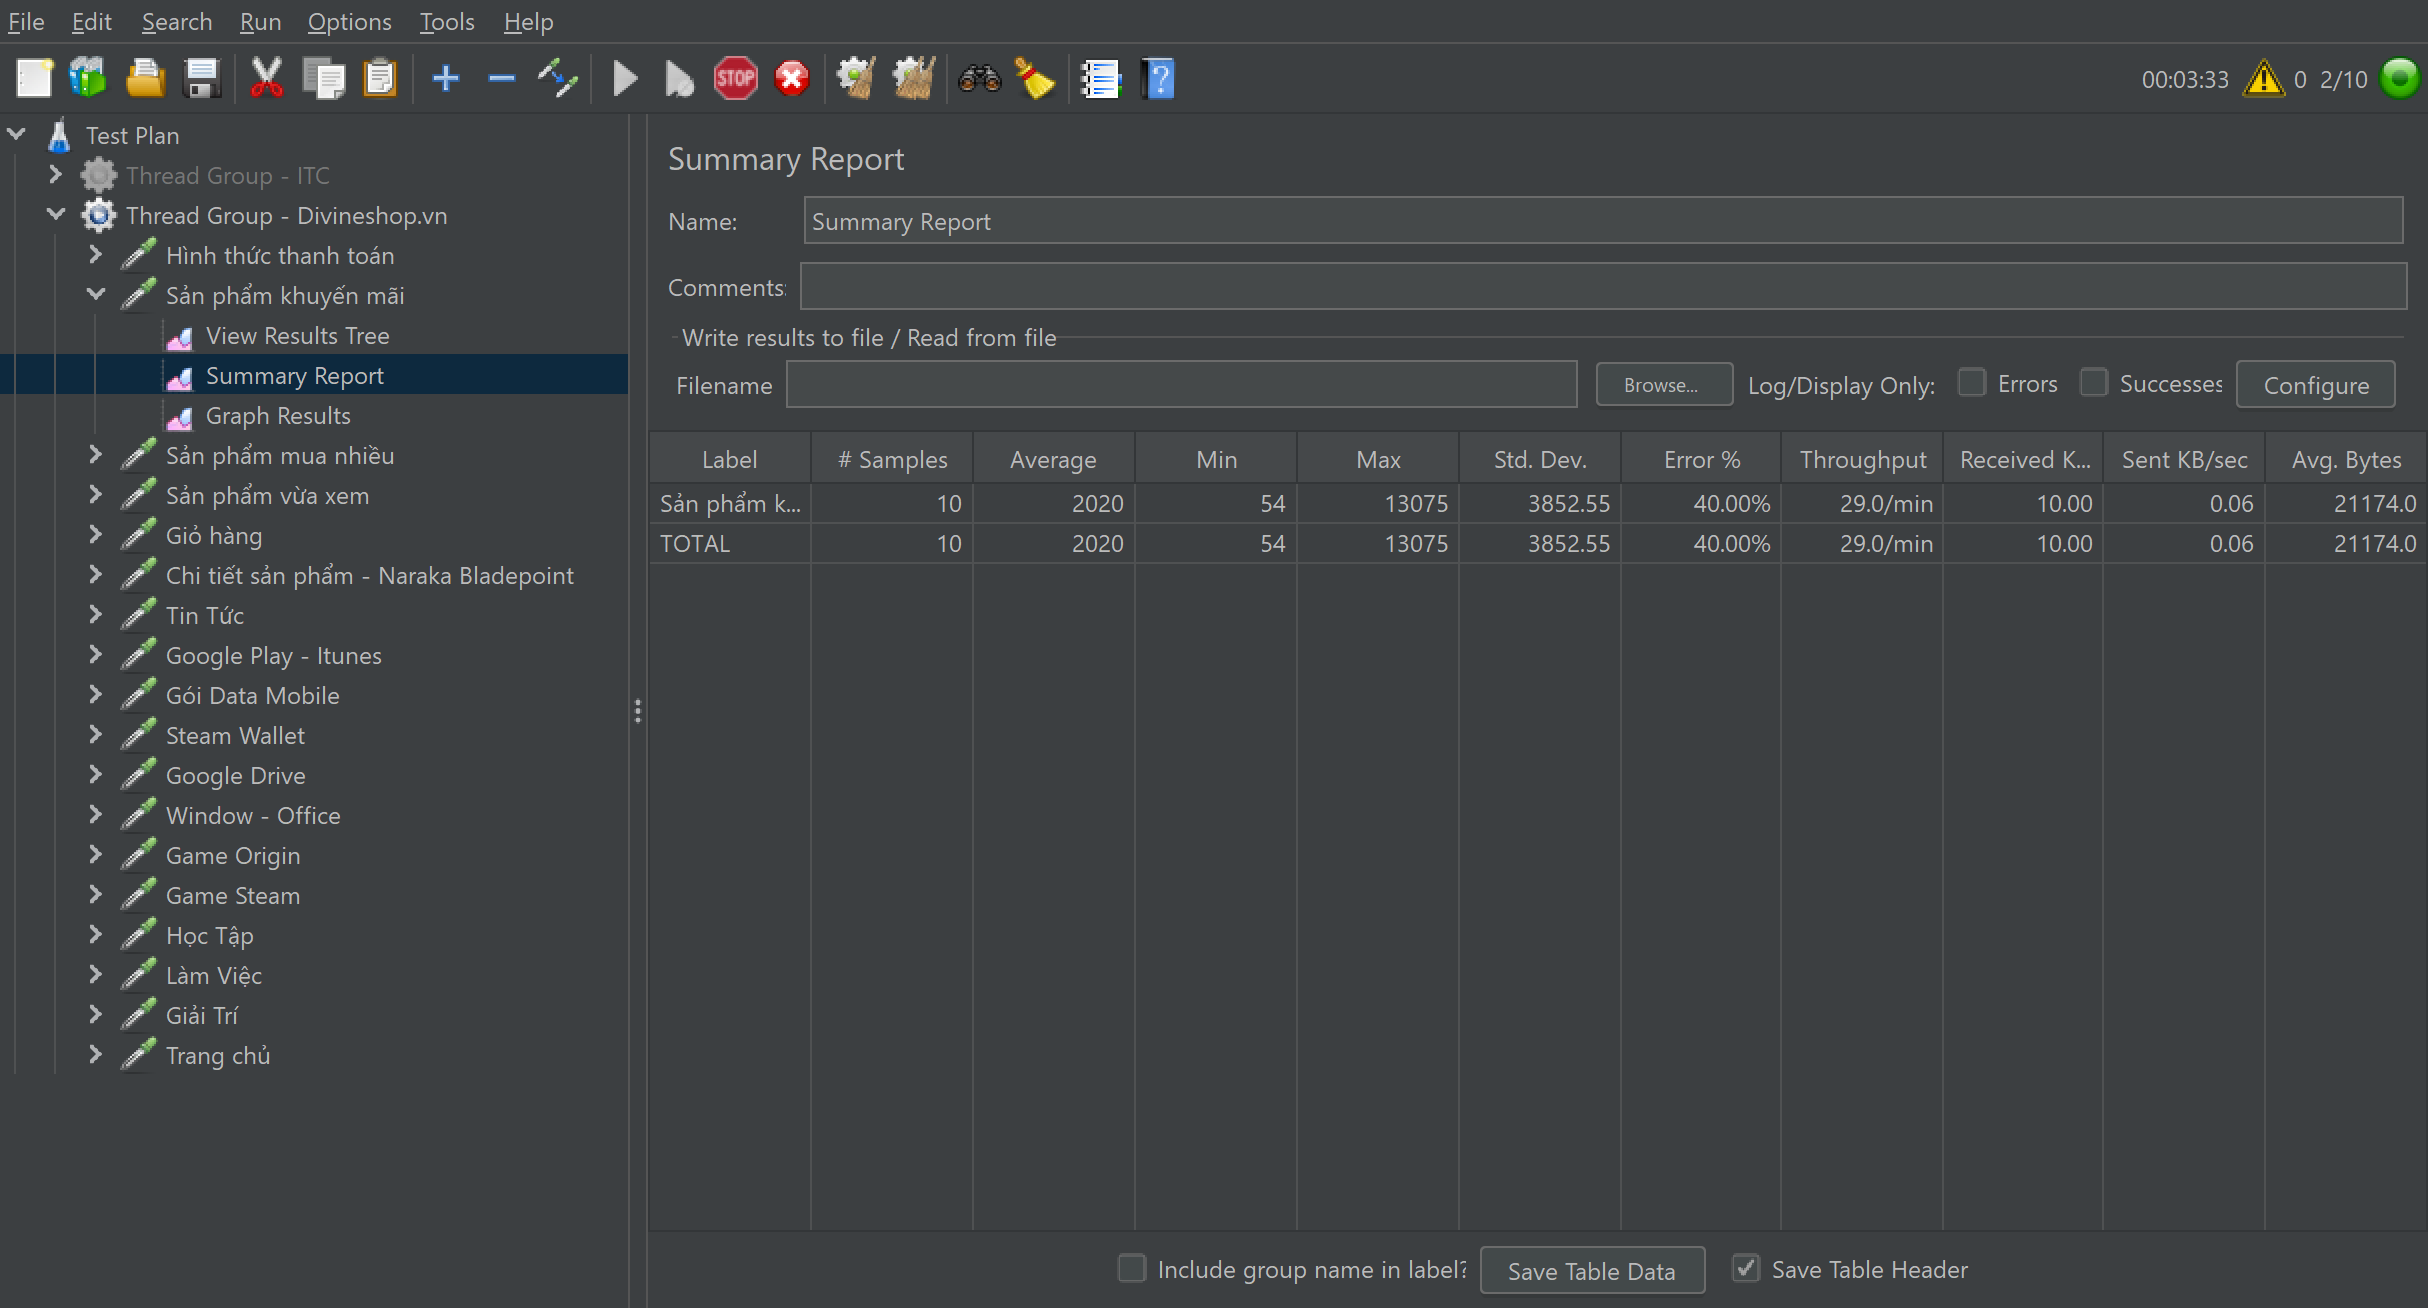 File Edit Search Run Options Tools Help
STOP
00:03:33 0 2/10
Test Plan
Thread Group - ITC
Thread Group - Divineshop.vn
Hình thức thanh toán
Sản phẩm khuyến mãi
View Results Tree
Summary Report
Graph Results
Sản phẩm mua nhiều
Sản phẩm vừa xem
Giỏ hàng
Chi tiết sản phẩm - Naraka Bladepoint
Tin Tức
Google Play - Itunes
Gói Data Mobile
Steam Wallet
Google Drive
Window - Office
Game Origin
Game Steam
Học Tập
Làm Việc
Giải Trí
Trang chủ
Summary Report
Name: Summary Report
Comments:
Write results to file / Read from file
Filename Browse... Log/Display Only: Errors Successes Configure
Label # Samples Average Min Max Std. Dev. Error % Throughput Received K... Sent KB/sec Avg. Bytes
Sản phẩm k... 10 2020 54 13075 3852.55 40.00% 29.0/min 10.00 0.06 21174.0
TOTAL 10 2020 54 13075 3852.55 40.00% 29.0/min 10.00 0.06 21174.0
Include group name in label? Save Table Data Save Table Header